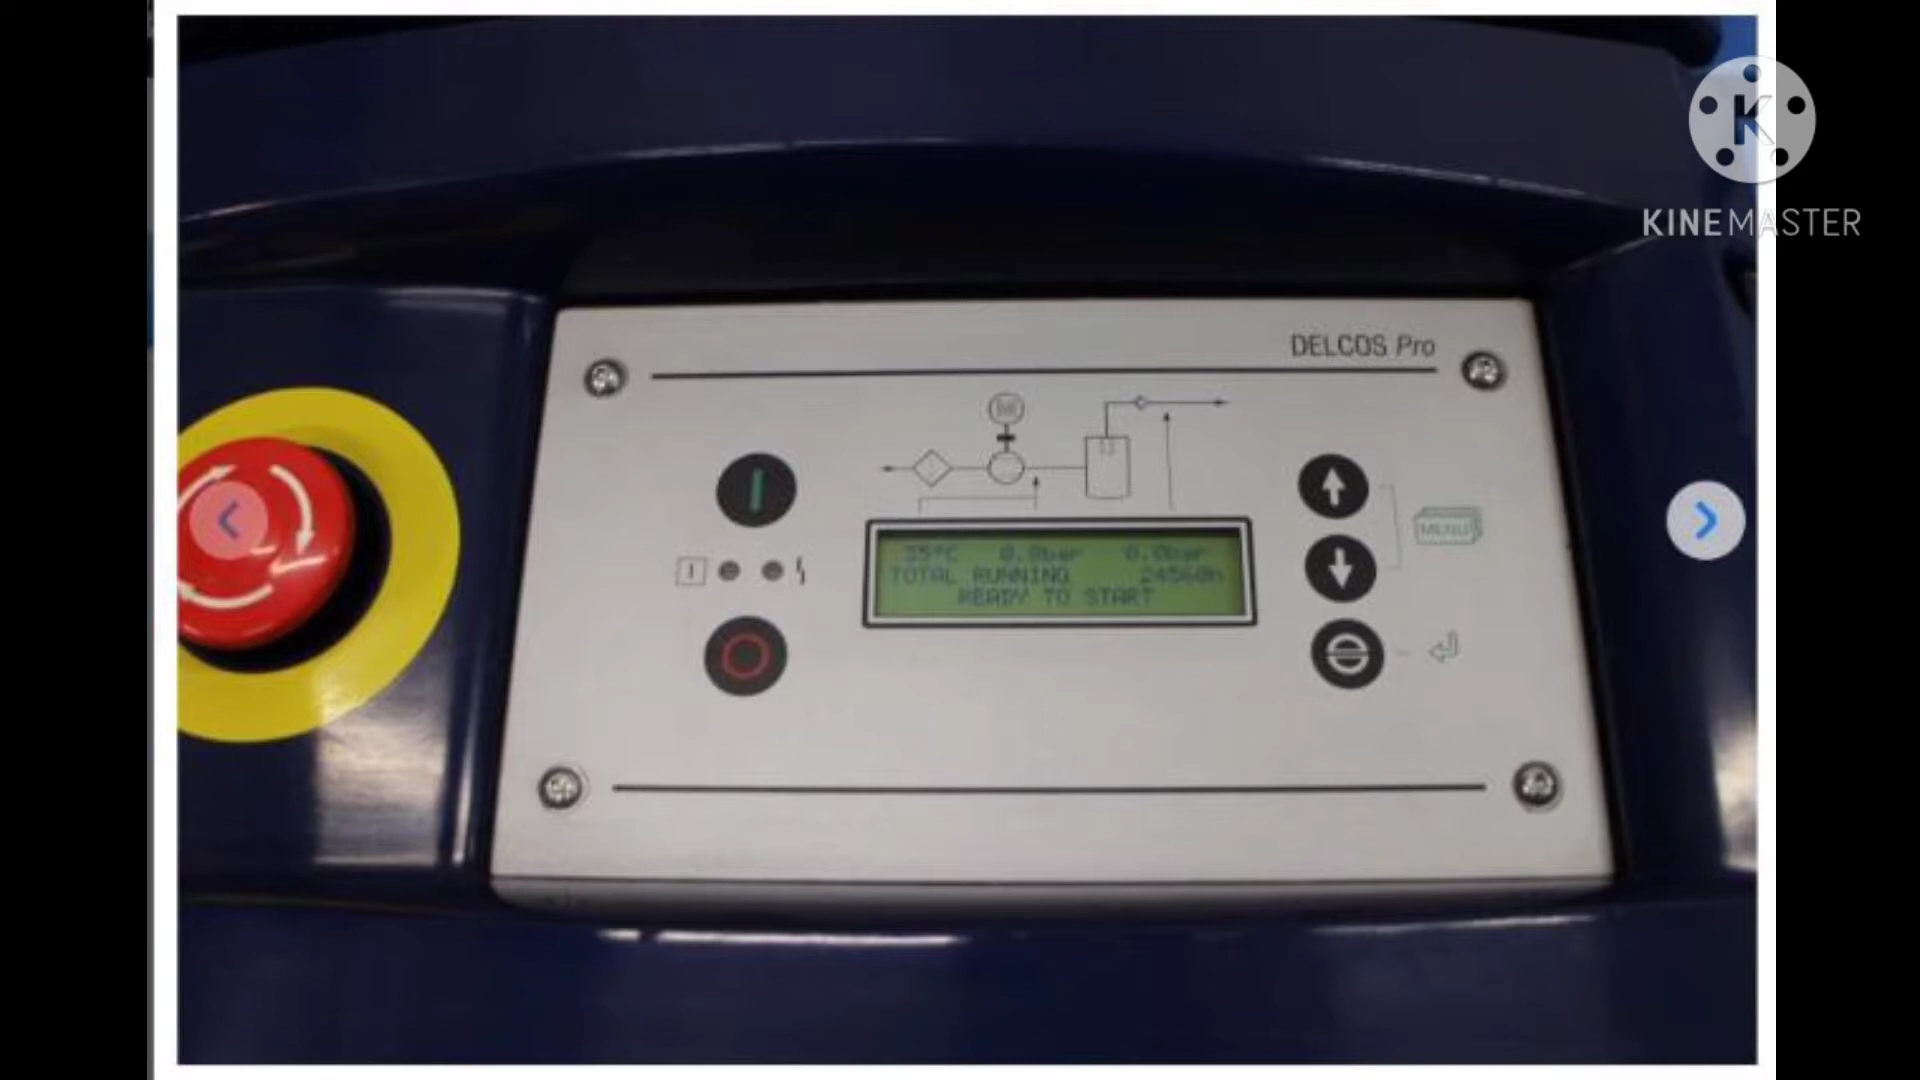 KINEMASTER
DELCOS Pro
MENU
35°C 0.0bar 0.0bar
TOTAL RUNNING 24560h
READY TO START